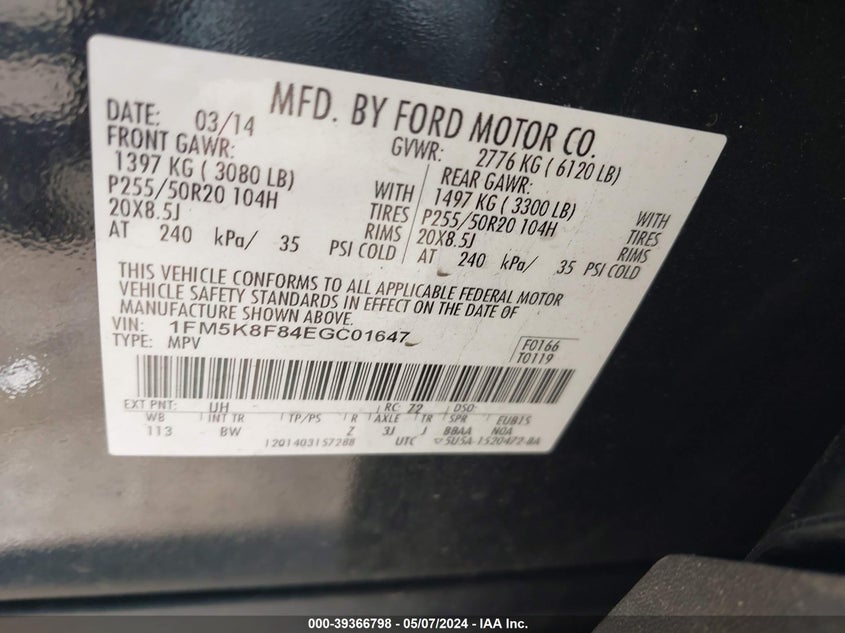 MFD. BY FORD MOTOR CO.
DATE: 03/14 GVWR: 2776 KG ( 6120 LB)
FRONT GAWR: REAR GAWR:
1397 KG ( 3080 LB) WITH 1497 KG ( 3300 LB) WITH
P255/50R20 104H TIRES P255/50R20 104H TIRES
20X8.5J RIMS 20X8.5J RIMS
AT 240 kPa/ 35 PSI COLD AT 240 kPa/ 35 PSI COLD
THIS VEHICLE CONFORMS TO ALL APPLICABLE FEDERAL MOTOR
VEHICLE SAFETY STANDARDS IN EFFECT ON THE DATE OF
MANUFACTURE SHOWN ABOVE.
VIN: 1FM5K8F84EGC01647
TYPE: MPV
F0166
T0119
EXT PNT: UH RC: 72 DSO:
WB INT TR TP/PS R AXLE TR SPR EUB15
113 BW Z 3J J BBAA NOA
12Q1403157288 UTC
000-39366798 - 05/07/2024 - IAA Inc.